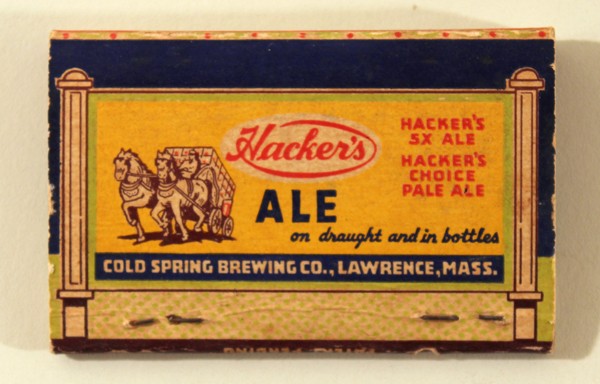 Hacker's
ALE
on draught and in bottles
HACKER'S
5X ALE
HACKER'S
CHOICE
PALE ALE
COLD SPRING BREWING CO., LAWRENCE, MASS.